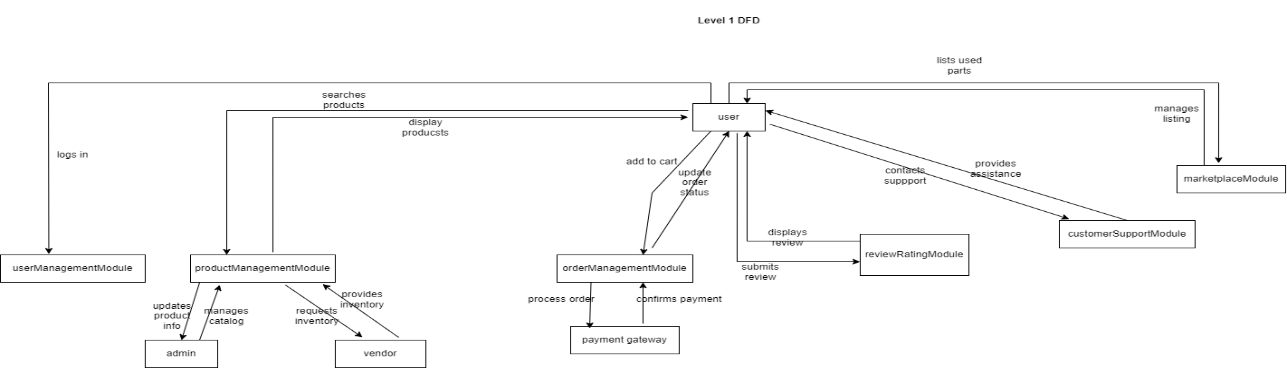 Level 1 DFD
lists used
parts
searches
products
display
producsts
user
manages
listing
logs in
add to cart
update
order
status
contacts
suppport
provides
assistance
marketplaceModule
displays
review
customerSupportModule
reviewRatingModule
userManagementModule
productManagementModule
orderManagementModule
submits
review
updates
product
info
manages
catalog
requests
inventory
provides
inventory
process order
confirms payment
admin
vendor
payment gateway